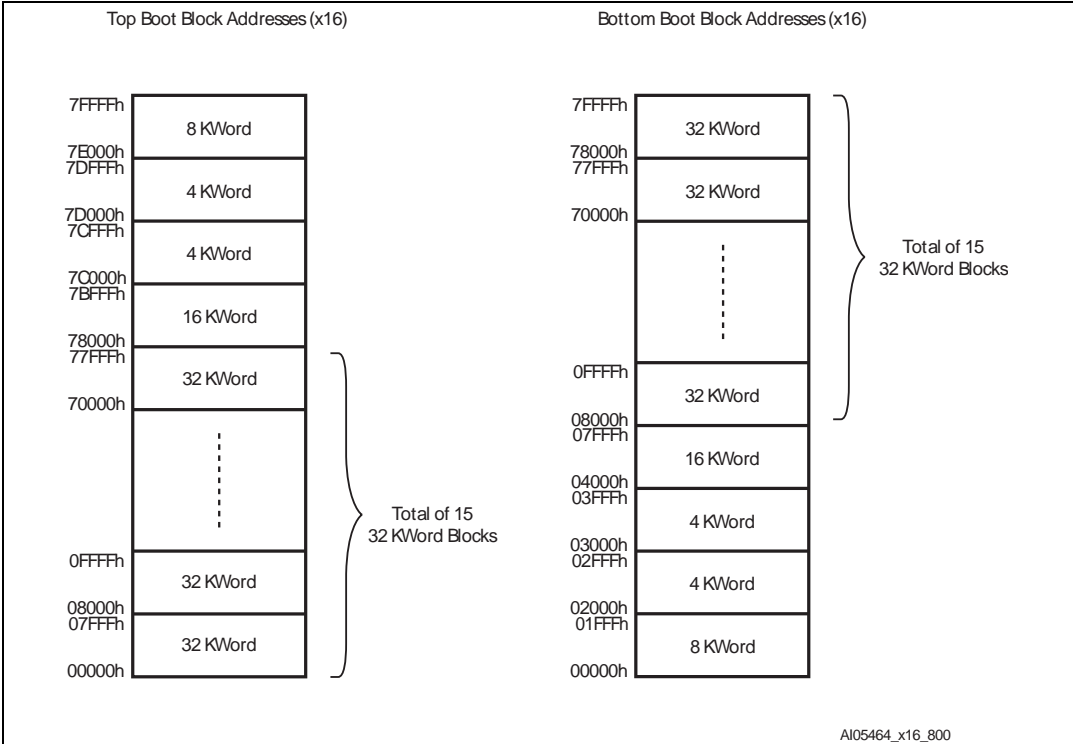 Top Boot Block Addresses (x16)
7FFFFh
8 KWord
7E000h
7DFFFh
4 KWord
7D000h
7CFFFh
4 KWord
7C000h
7BFFFh
16 KWord
78000h
77FFFh
32 KWord
70000h
Total of 15
32 KWord Blocks
0FFFFh
32 KWord
08000h
07FFFh
32 KWord
00000h
Bottom Boot Block Addresses (x16)
7FFFFh
32 KWord
78000h
77FFFh
32 KWord
70000h
Total of 15
32 KWord Blocks
0FFFFh
32 KWord
08000h
07FFFh
16 KWord
04000h
03FFFh
4 KWord
03000h
02FFFh
4 KWord
02000h
01FFFh
8 KWord
00000h
AI05464_x16_800